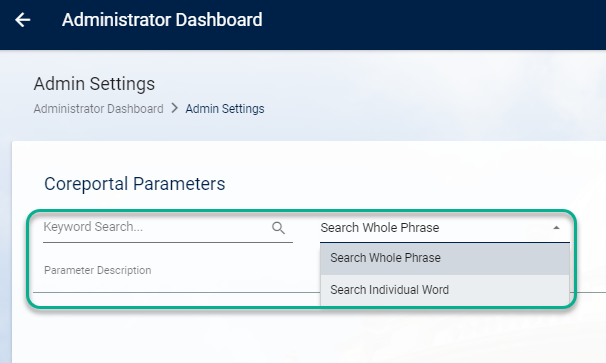 Administrator Dashboard
Admin Settings
Administrator Dashboard > Admin Settings
Coreportal Parameters
Keyword Search...
Search Whole Phrase
Search Whole Phrase
Parameter Description
Search Individual Word